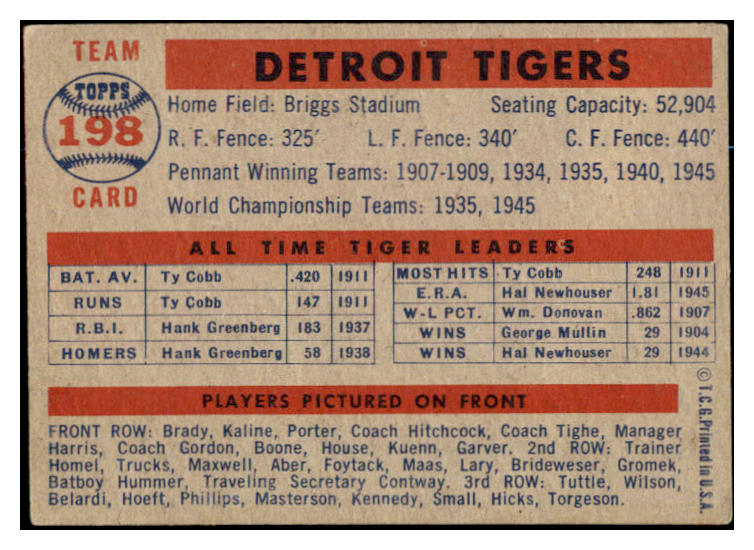 TEAM
TOPPS
198
CARD
DETROIT TIGERS
Home Field: Briggs Stadium Seating Capacity: 52,904
R. F. Fence: 325′ L. F. Fence: 340′ C. F. Fence: 440′
Pennant Winning Teams: 1907-1909, 1934, 1935, 1940, 1945
World Championship Teams: 1935, 1945
ALL TIME TIGER LEADERS
BAT. AV. Ty Cobb .420 1911
RUNS Ty Cobb 147 1911
R.B.I. Hank Greenberg 183 1937
HOMERS Hank Greenberg 58 1938
MOST HITS Ty Cobb 248 1911
E.R.A. Hal Newhouser 1.81 1945
W-L PCT. Wm. Donovan .862 1907
WINS George Mullin 29 1904
WINS Hal Newhouser 29 1944
PLAYERS PICTURED ON FRONT
FRONT ROW: Brady, Kaline, Porter, Coach Hitchcock, Coach Tighe, Manager
Harris, Coach Gordon, Boone, House, Kuenn, Garver. 2nd ROW: Trainer
Homel, Trucks, Maxwell, Aber, Foytack, Maas, Lary, Brideweser, Gromek,
Batboy Hummer, Traveling Secretary Contway. 3rd ROW: Tuttle, Wilson,
Belardi, Hoeft, Phillips, Masterson, Kennedy, Small, Hicks, Torgeson.
© T.C.G. Printed in U.S.A.